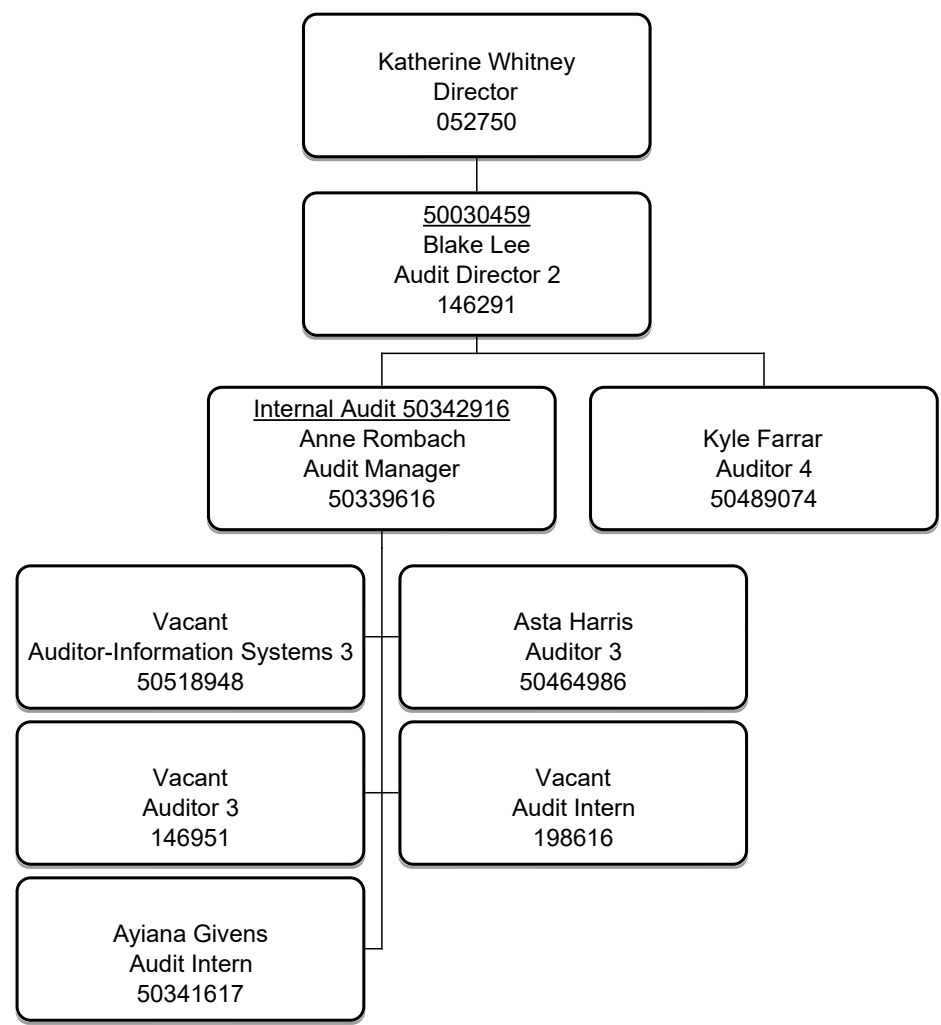 Katherine Whitney
Director
052750
50030459
Blake Lee
Audit Director 2
146291
Internal Audit 50342916
Anne Rombach
Audit Manager
50339616
Kyle Farrar
Auditor 4
50489074
Vacant
Auditor-Information Systems 3
50518948
Asta Harris
Auditor 3
50464986
Vacant
Auditor 3
146951
Vacant
Audit Intern
198616
Ayiana Givens
Audit Intern
50341617